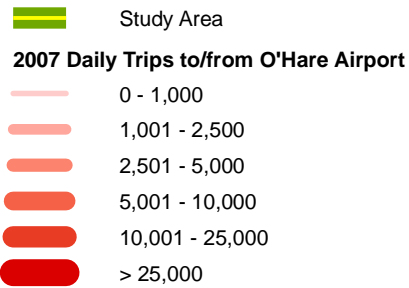 Study Area
2007 Daily Trips to/from O'Hare Airport
0 - 1,000
1,001 - 2,500
2,501 - 5,000
5,001 - 10,000
10,001 - 25,000
> 25,000